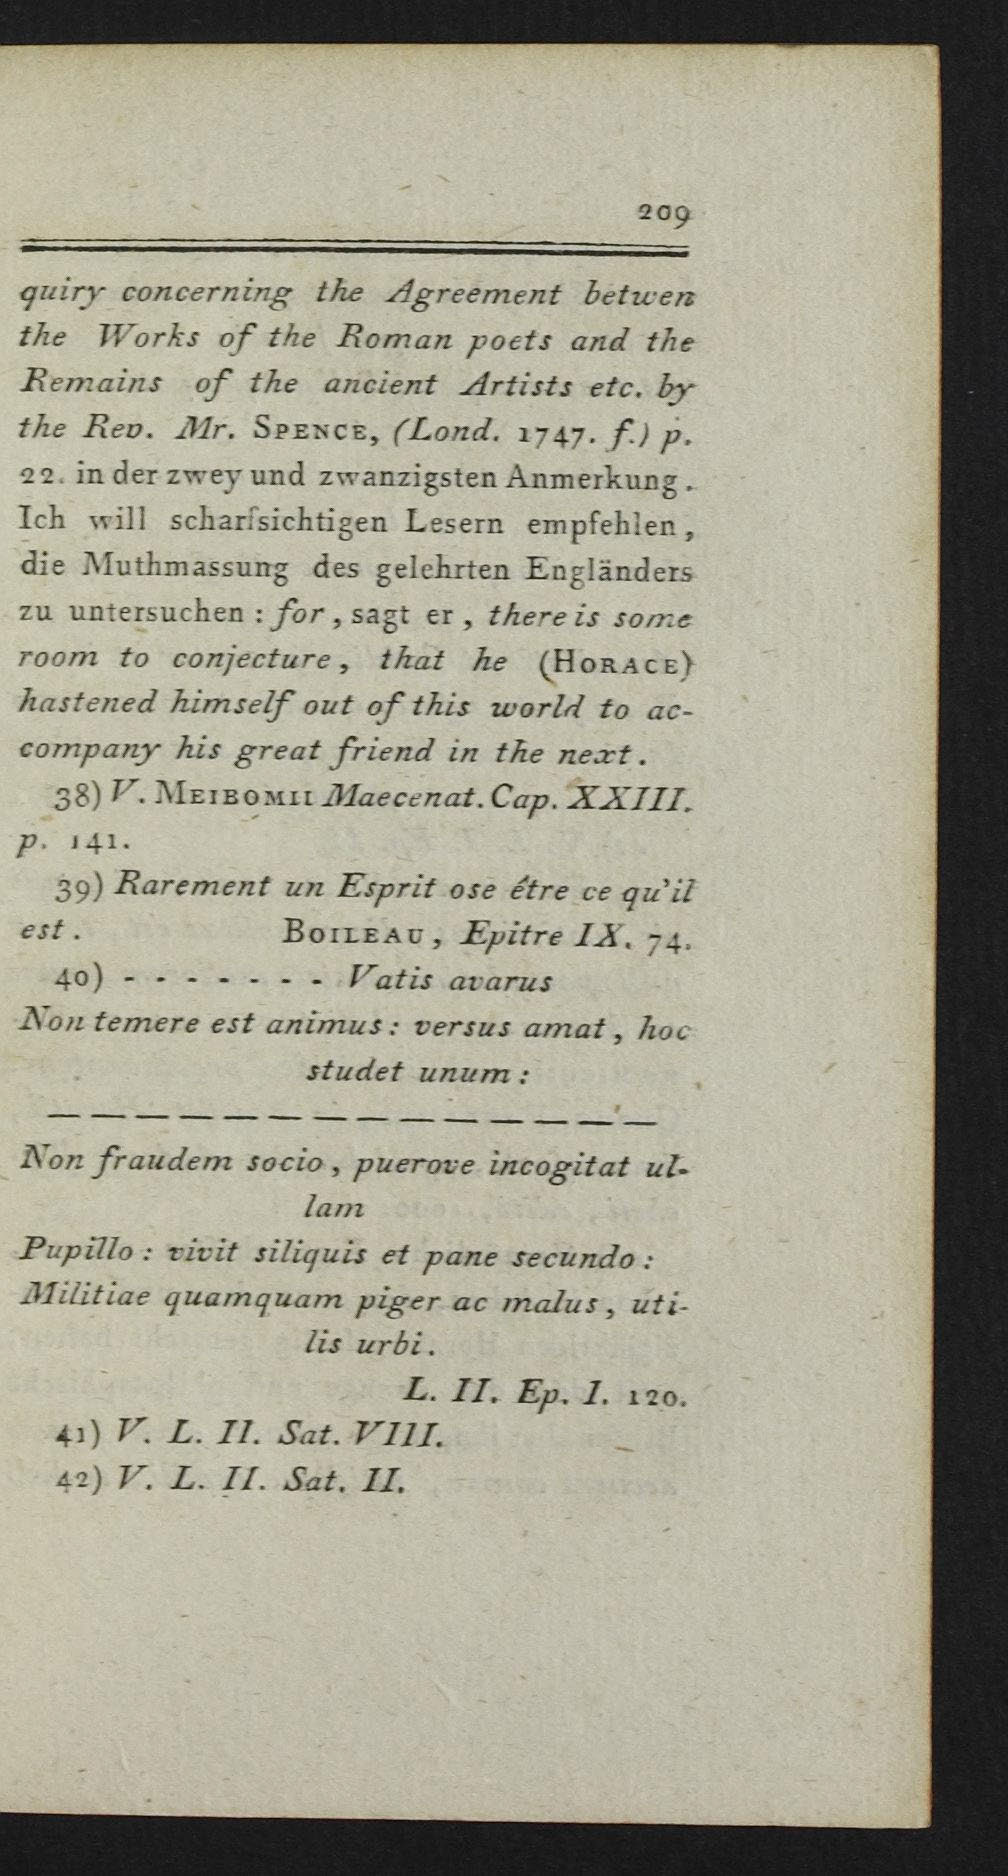 209
quiry concerning the Agreement betwen
the Works of the Roman poets and the
Remains of the ancient Artists etc. by
the Rev. Mr. SPENCE, (Lond. 1747. f.) p.
22. in der zwey und zwanzigsten Anmerkung.
Ich will scharfsichtigen Lesern empfehlen,
die Muthmassung des gelehrten Engländers
zu untersuchen: for, sagt er, there is some
room to conjecture, that he (HORACE)
hastened himself out of this world to ac-
company his great friend in the next.
38) V. MEIBOMII Maecenat. Cap. XXIII.
p. 141.
39) Rarement un Esprit ose être ce qu'il
est. BOILEAU, Epitre IX. 74.
40) - - - - - - - Vatis avarus
Non temere est animus: versus amat, hoc
studet unum:
— — — — — — — — — — — — — —
Non fraudem socio, puerove incogitat ul-
lam
Pupillo: vivit siliquis et pane secundo:
Militiae quamquam piger ac malus, uti-
lis urbi.
L. II. Ep. I. 120.
41) V. L. II. Sat. VIII.
42) V. L. II. Sat. II.